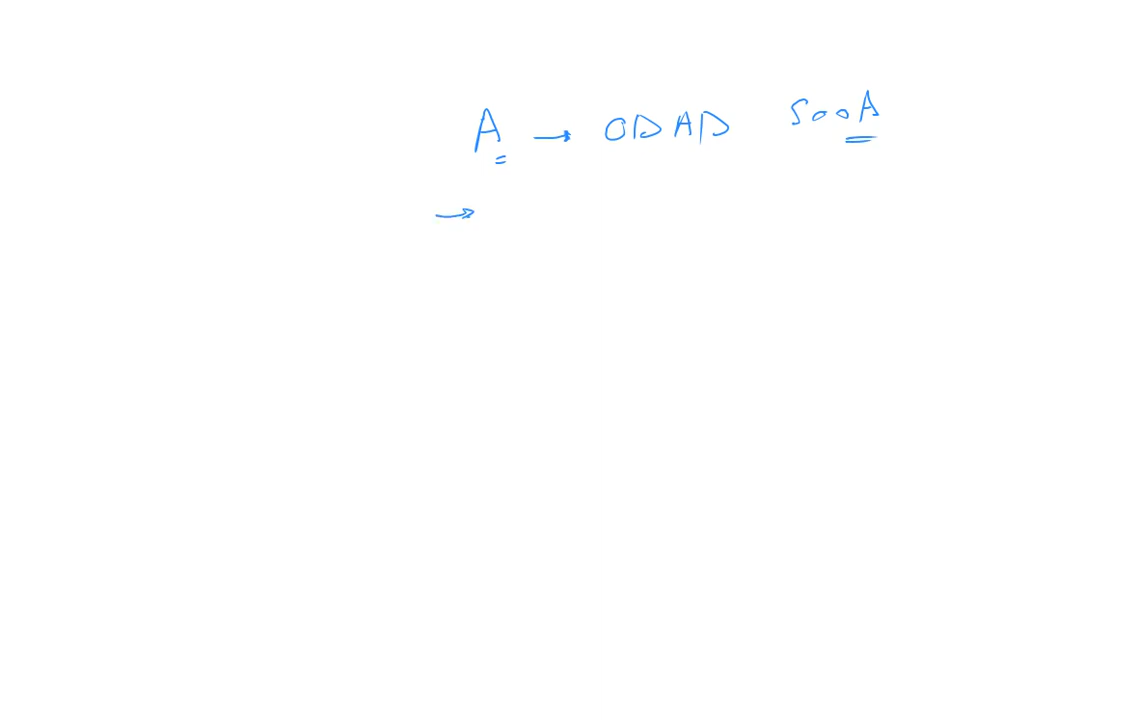 A → ODAD 500A
→